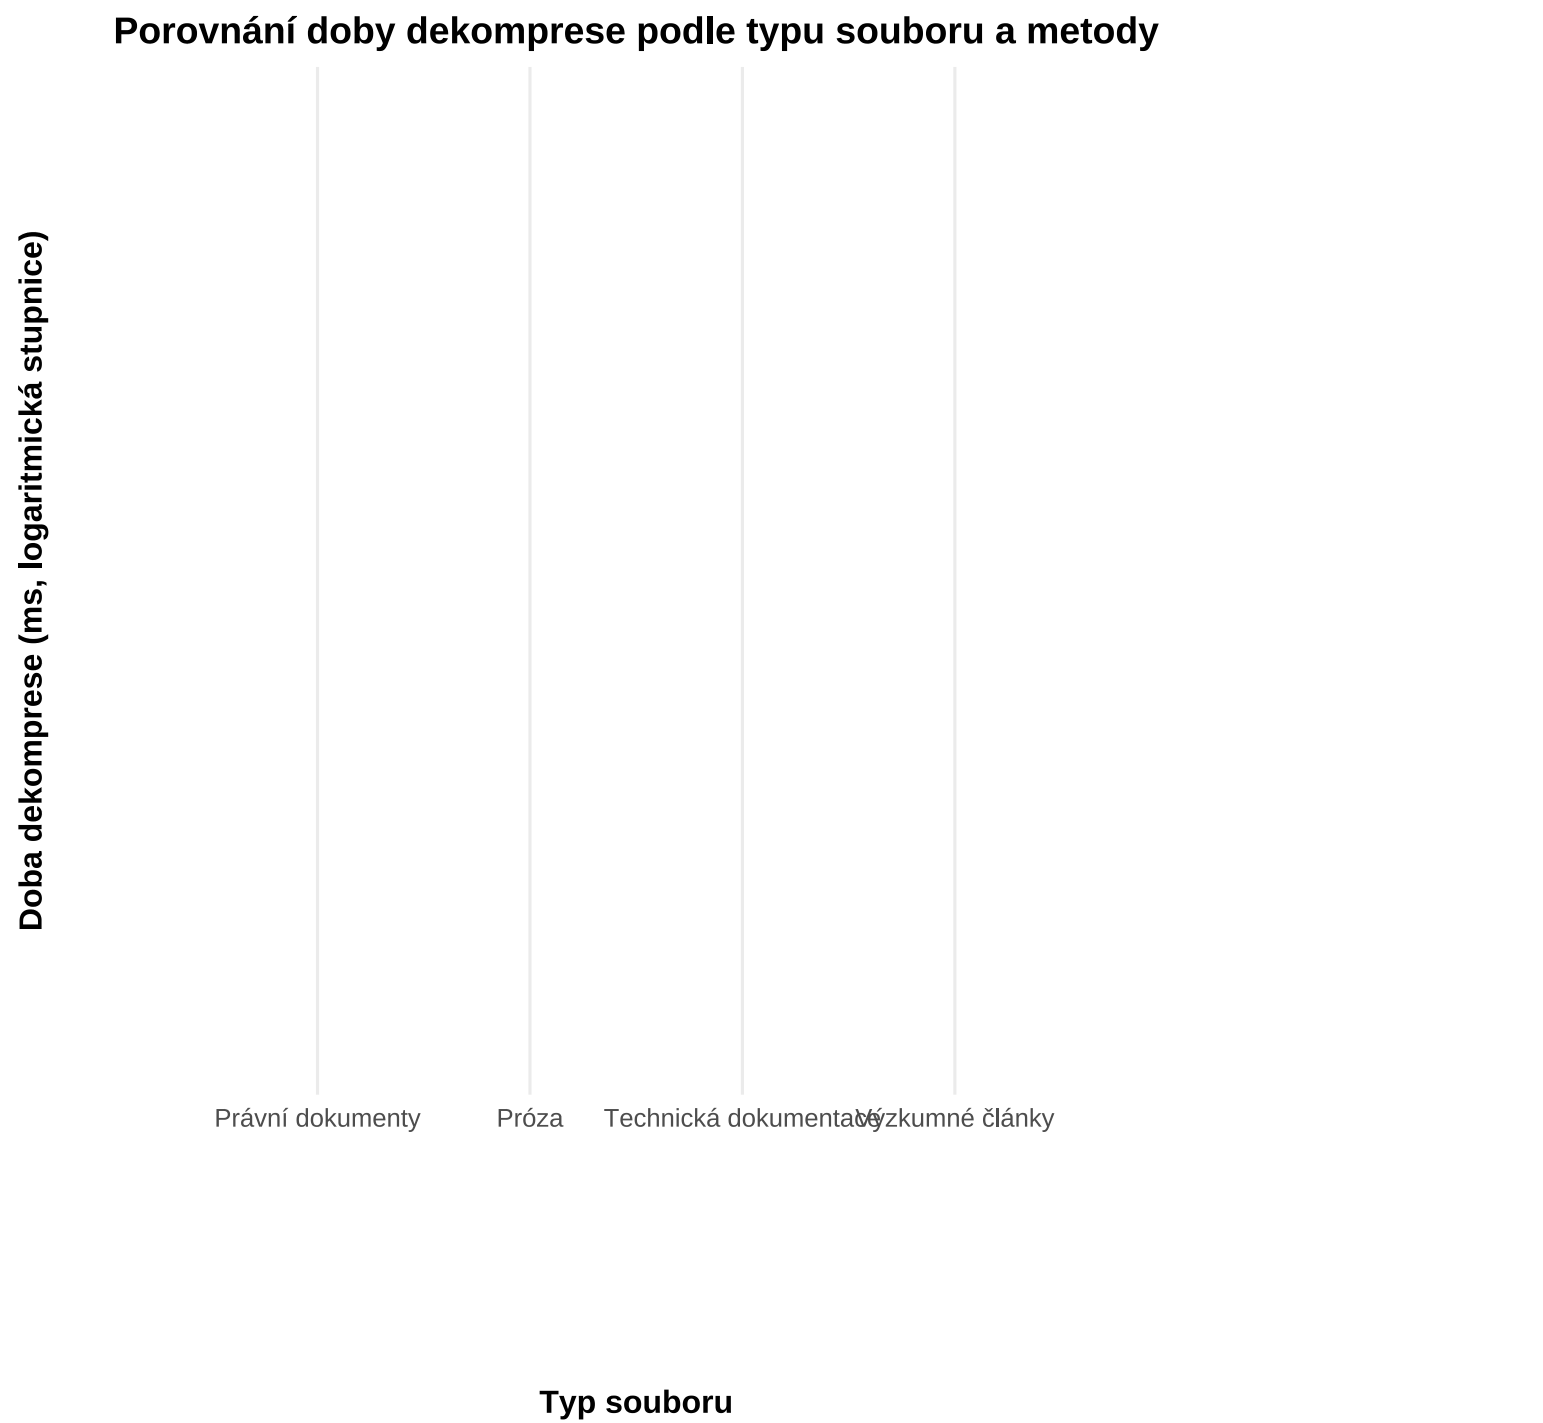 Porovnání doby dekomprese podle typu souboru a metody
Doba dekomprese (ms, logaritmická stupnice)
Právní dokumenty
Próza
Technická dokumentace
Výzkumné články
Typ souboru